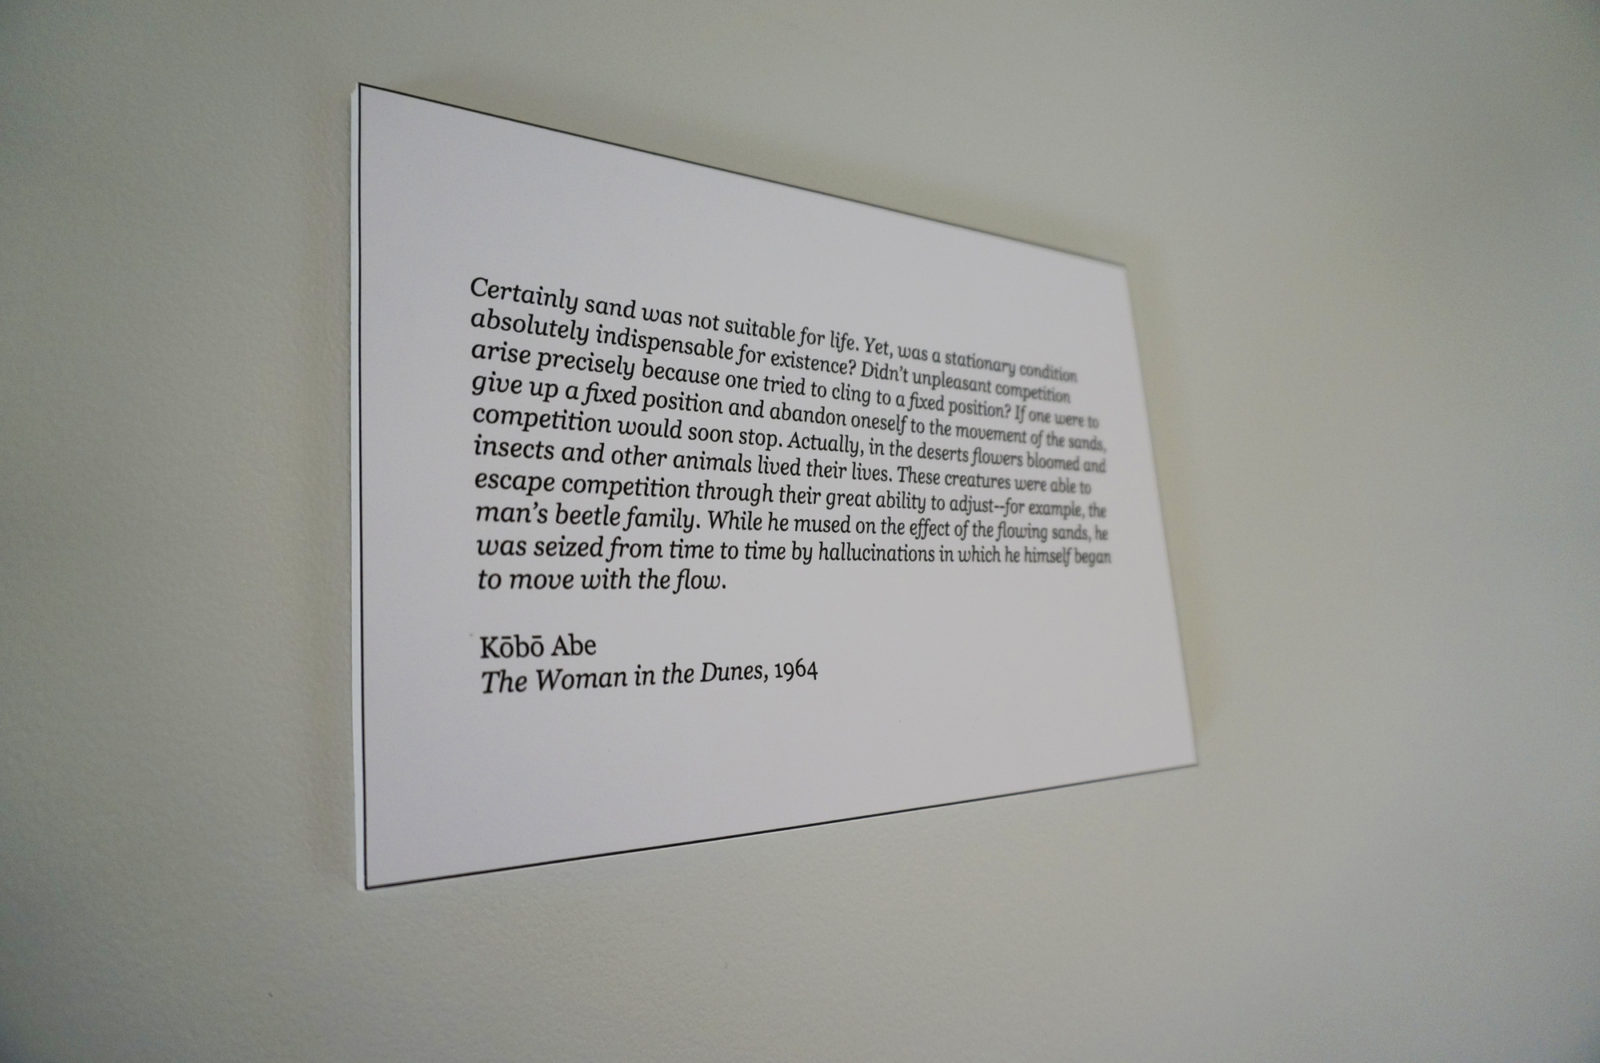 Certainly sand was not suitable for life. Yet, was a stationary condition
absolutely indispensable for existence? Didn't unpleasant competition
arise precisely because one tried to cling to a fixed position? If one were to
give up a fixed position and abandon oneself to the movement of the sands,
competition would soon stop. Actually, in the deserts flowers bloomed and
insects and other animals lived their lives. These creatures were able to
escape competition through their great ability to adjust--for example, the
man's beetle family. While he mused on the effect of the flowing sands, he
was seized from time to time by hallucinations in which he himself began
to move with the flow.
Kōbō Abe
The Woman in the Dunes, 1964